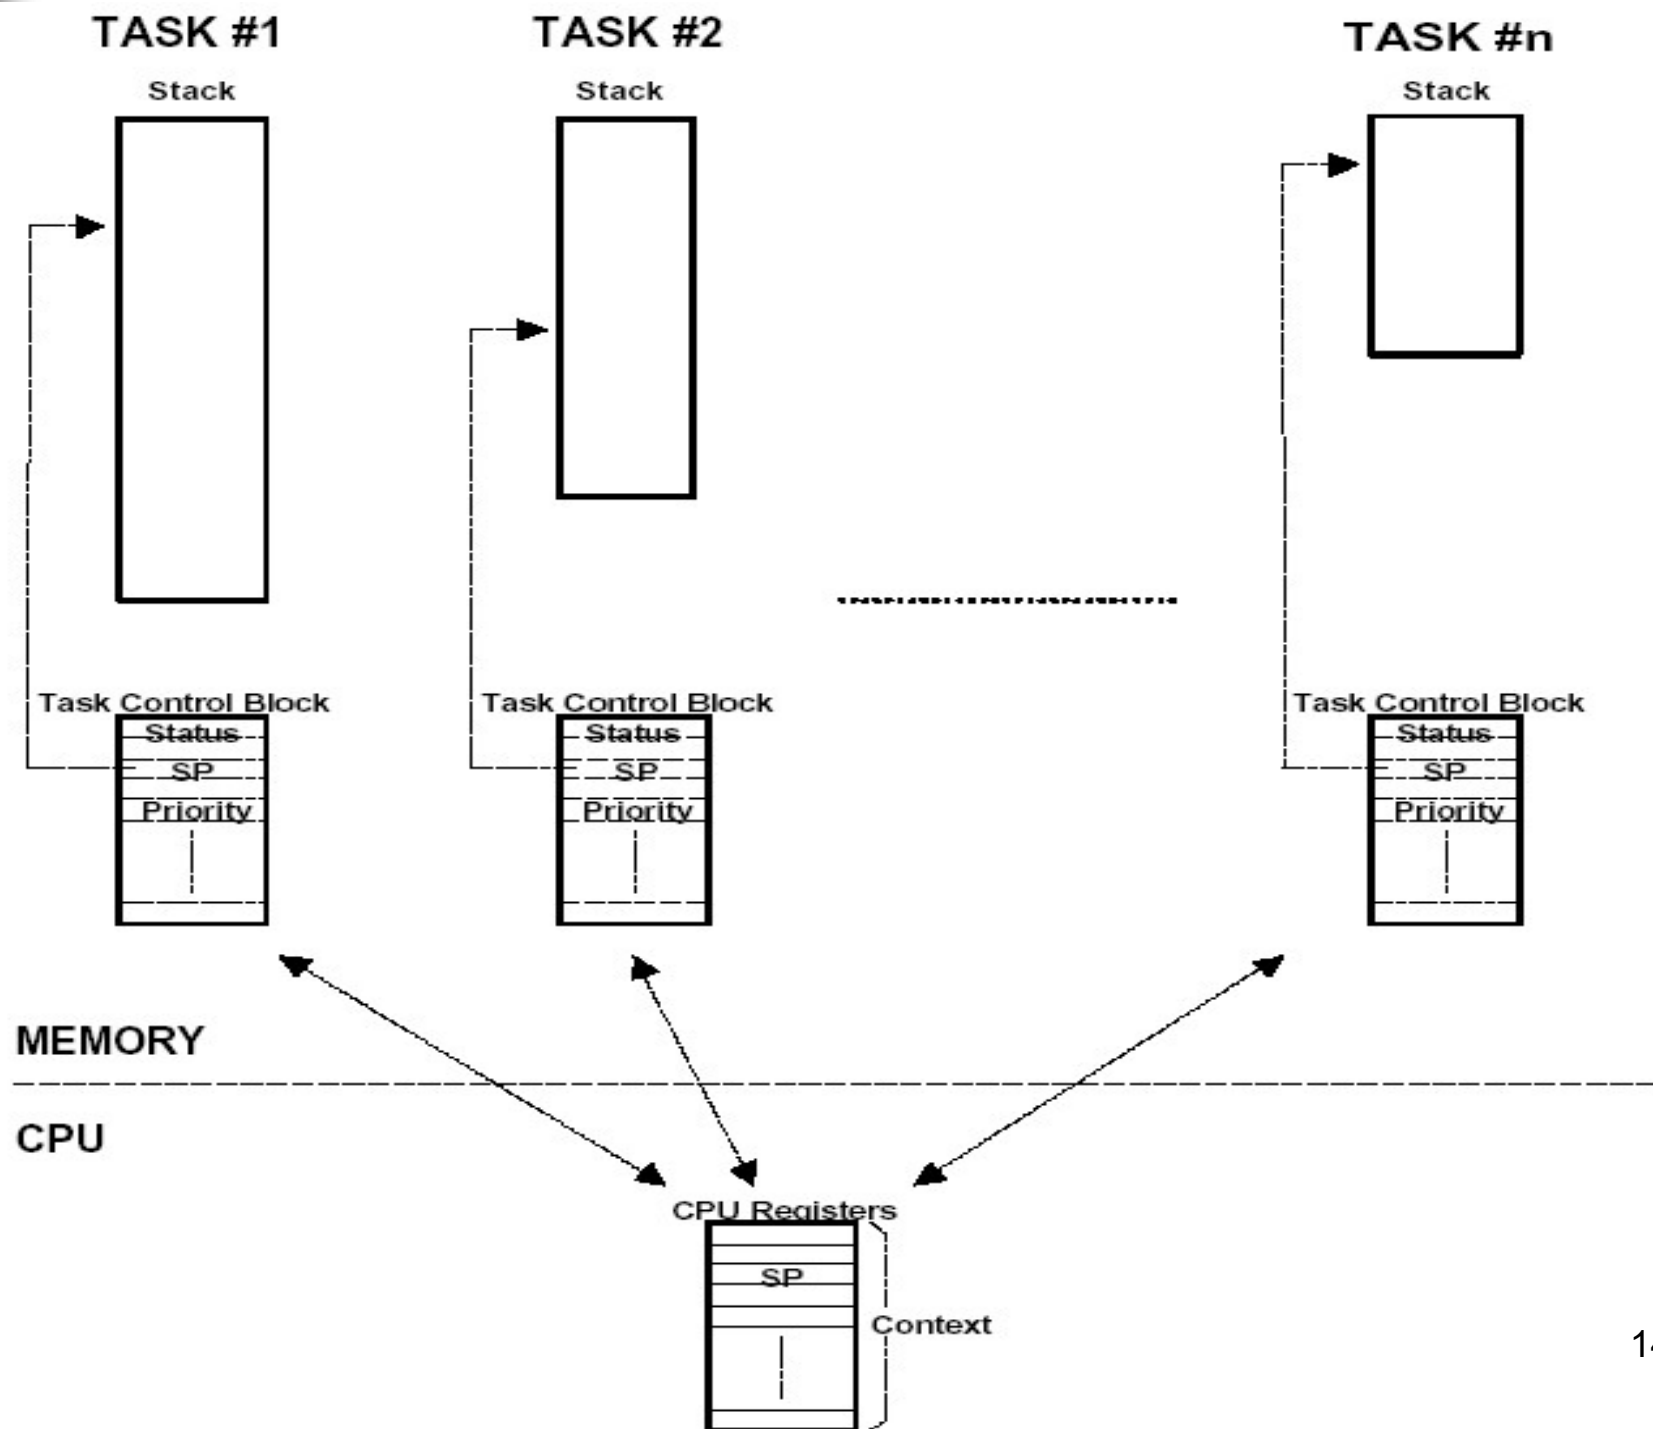 TASK #1
TASK #2
TASK #n
Stack
Stack
Stack
Task Control Block
Task Control Block
Task Control Block
Status
Status
Status
SP
SP
SP
Priority
Priority
Priority
MEMORY
CPU
CPU Registers
SP
Context